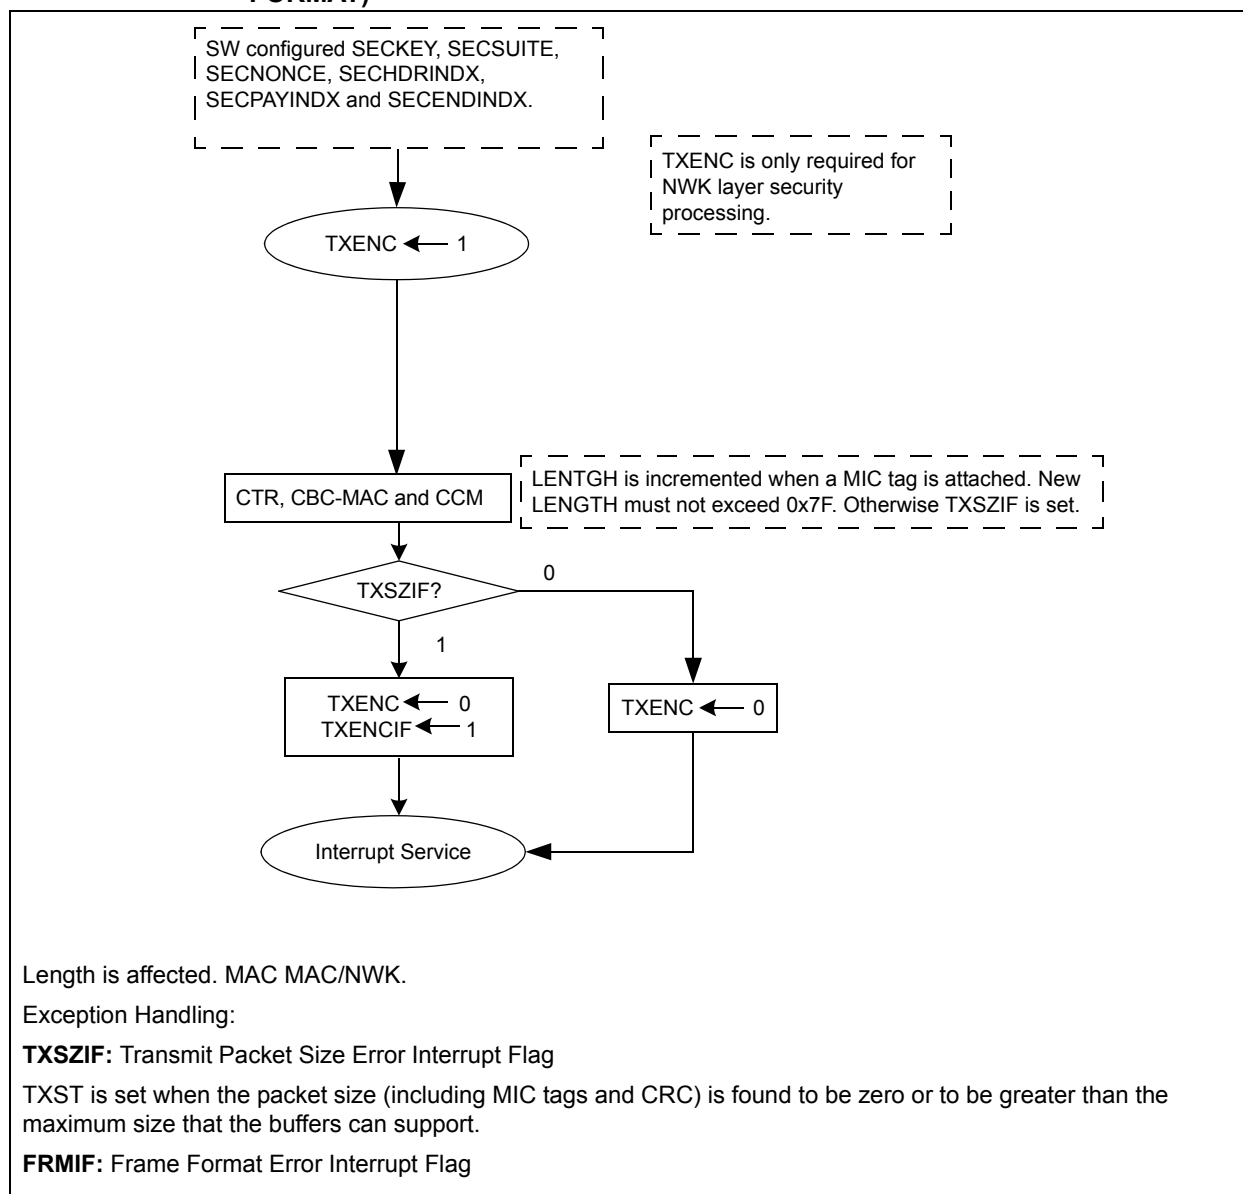 FORMAT)
SW configured SECKEY, SECSUITE,
SECNONCE, SECHDRINDX,
SECPAYINDX and SECENDINDX.
TXENC is only required for
NWK layer security
processing.
TXENC ← 1
LENTGH is incremented when a MIC tag is attached. New
LENGTH must not exceed 0x7F. Otherwise TXSZIF is set.
CTR, CBC-MAC and CCM
TXSZIF?
0
1
TXENC ← 0
TXENCIF ← 1
TXENC ← 0
Interrupt Service
Length is affected. MAC MAC/NWK.
Exception Handling:
TXSZIF: Transmit Packet Size Error Interrupt Flag
TXST is set when the packet size (including MIC tags and CRC) is found to be zero or to be greater than the
maximum size that the buffers can support.
FRMIF: Frame Format Error Interrupt Flag